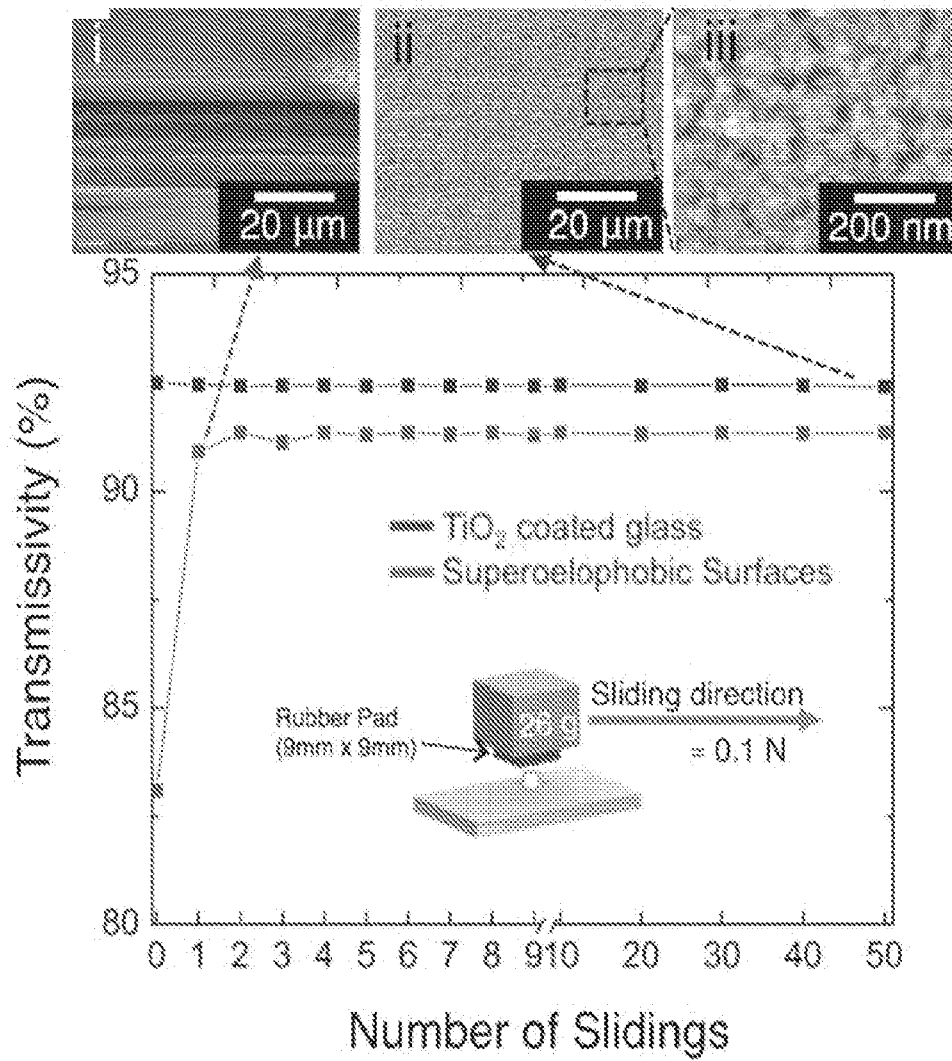 i
ii
iii
20 µm
20 µm
200 nm
95
90
85
80
Transmissivity (%)
TiO₂ coated glass
Superoelophobic Surfaces
Rubber Pad
(9mm x 9mm)
Sliding direction
= 0.1 N
0 1 2 3 4 5 6 7 8 9 10 20 30 40 50
Number of Slidings